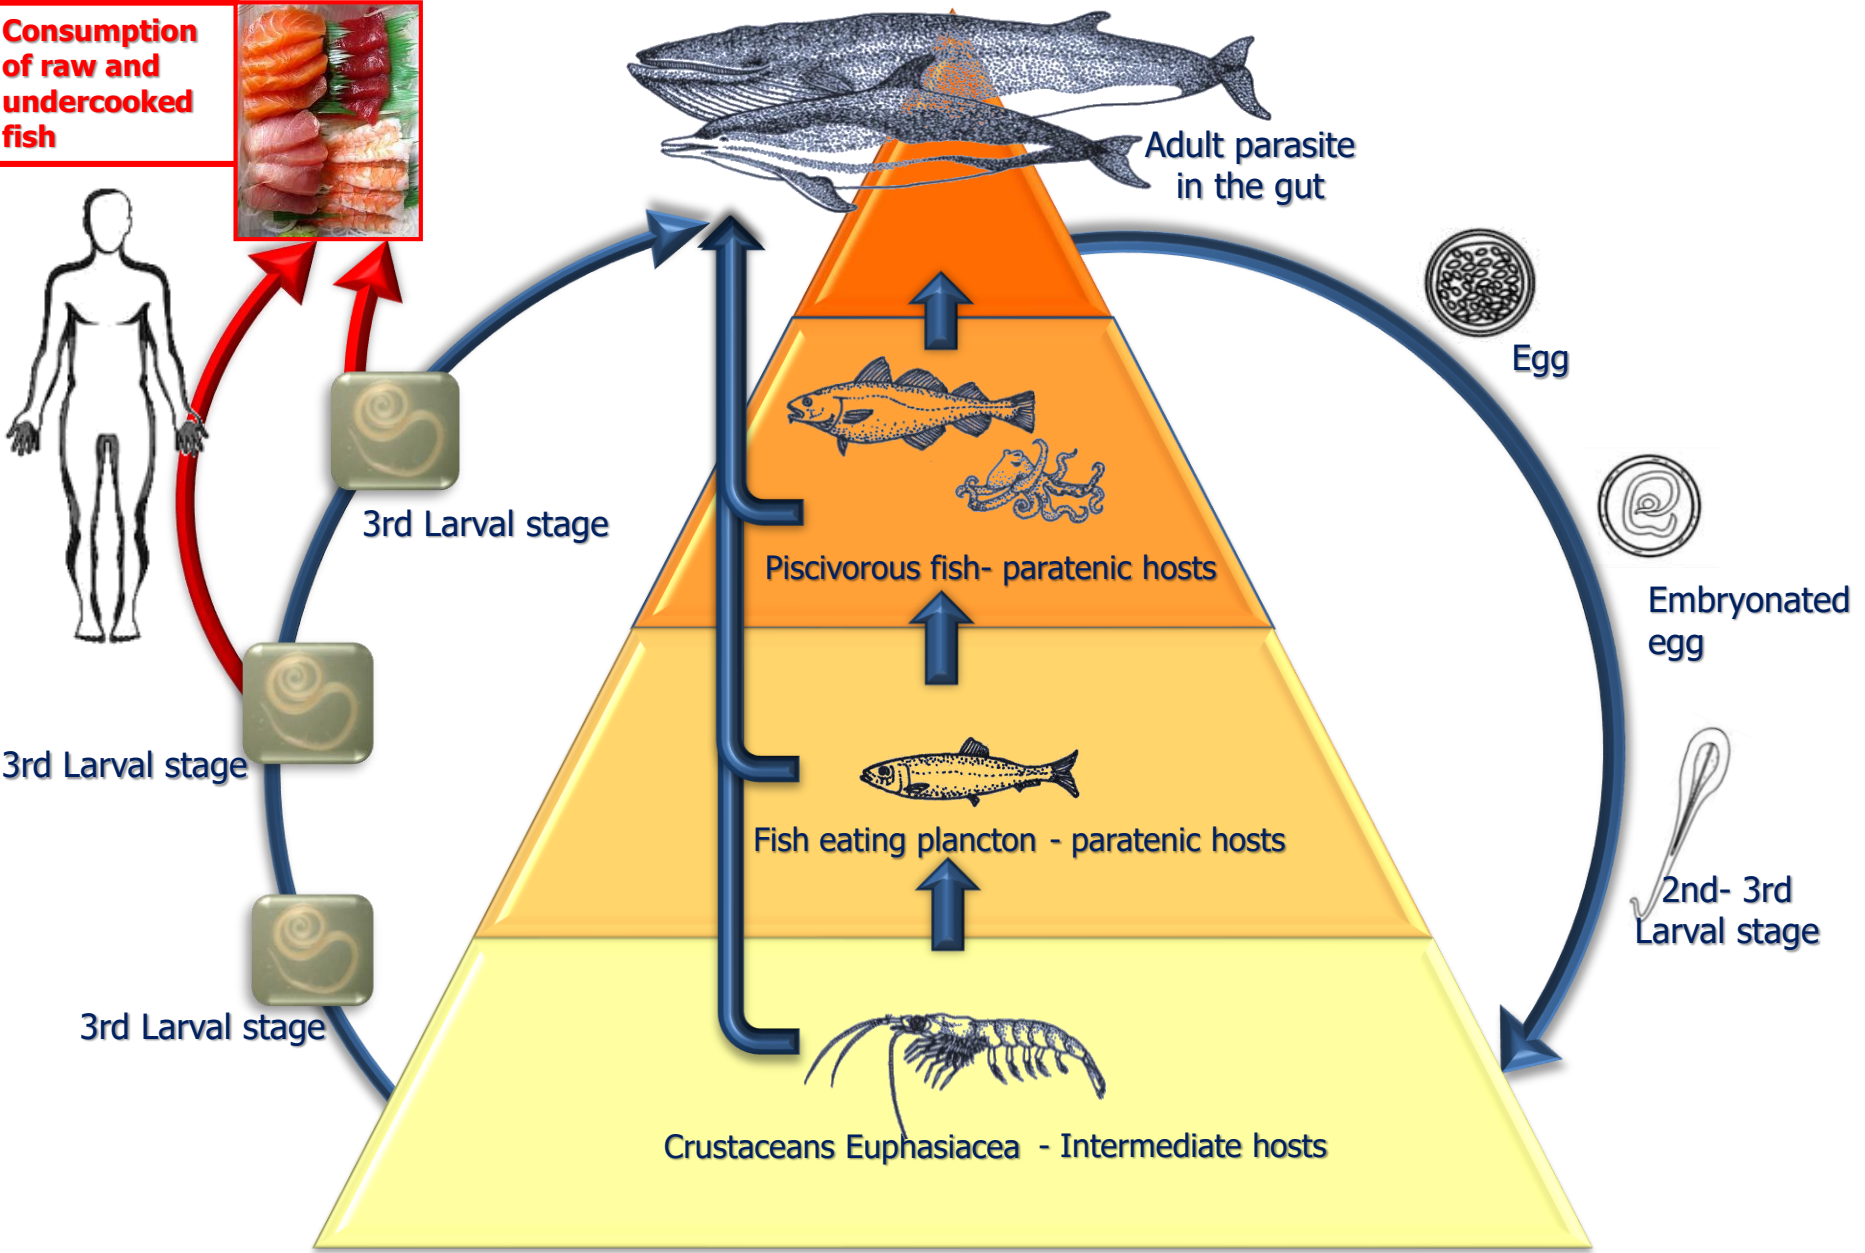 Consumption
of raw and
undercooked
fish
Adult parasite
in the gut
Egg
3rd Larval stage
Piscivorous fish- paratenic hosts
Embryonated
egg
3rd Larval stage
Fish eating plancton - paratenic hosts
2nd- 3rd
Larval stage
3rd Larval stage
Crustaceans Euphasiacea - Intermediate hosts